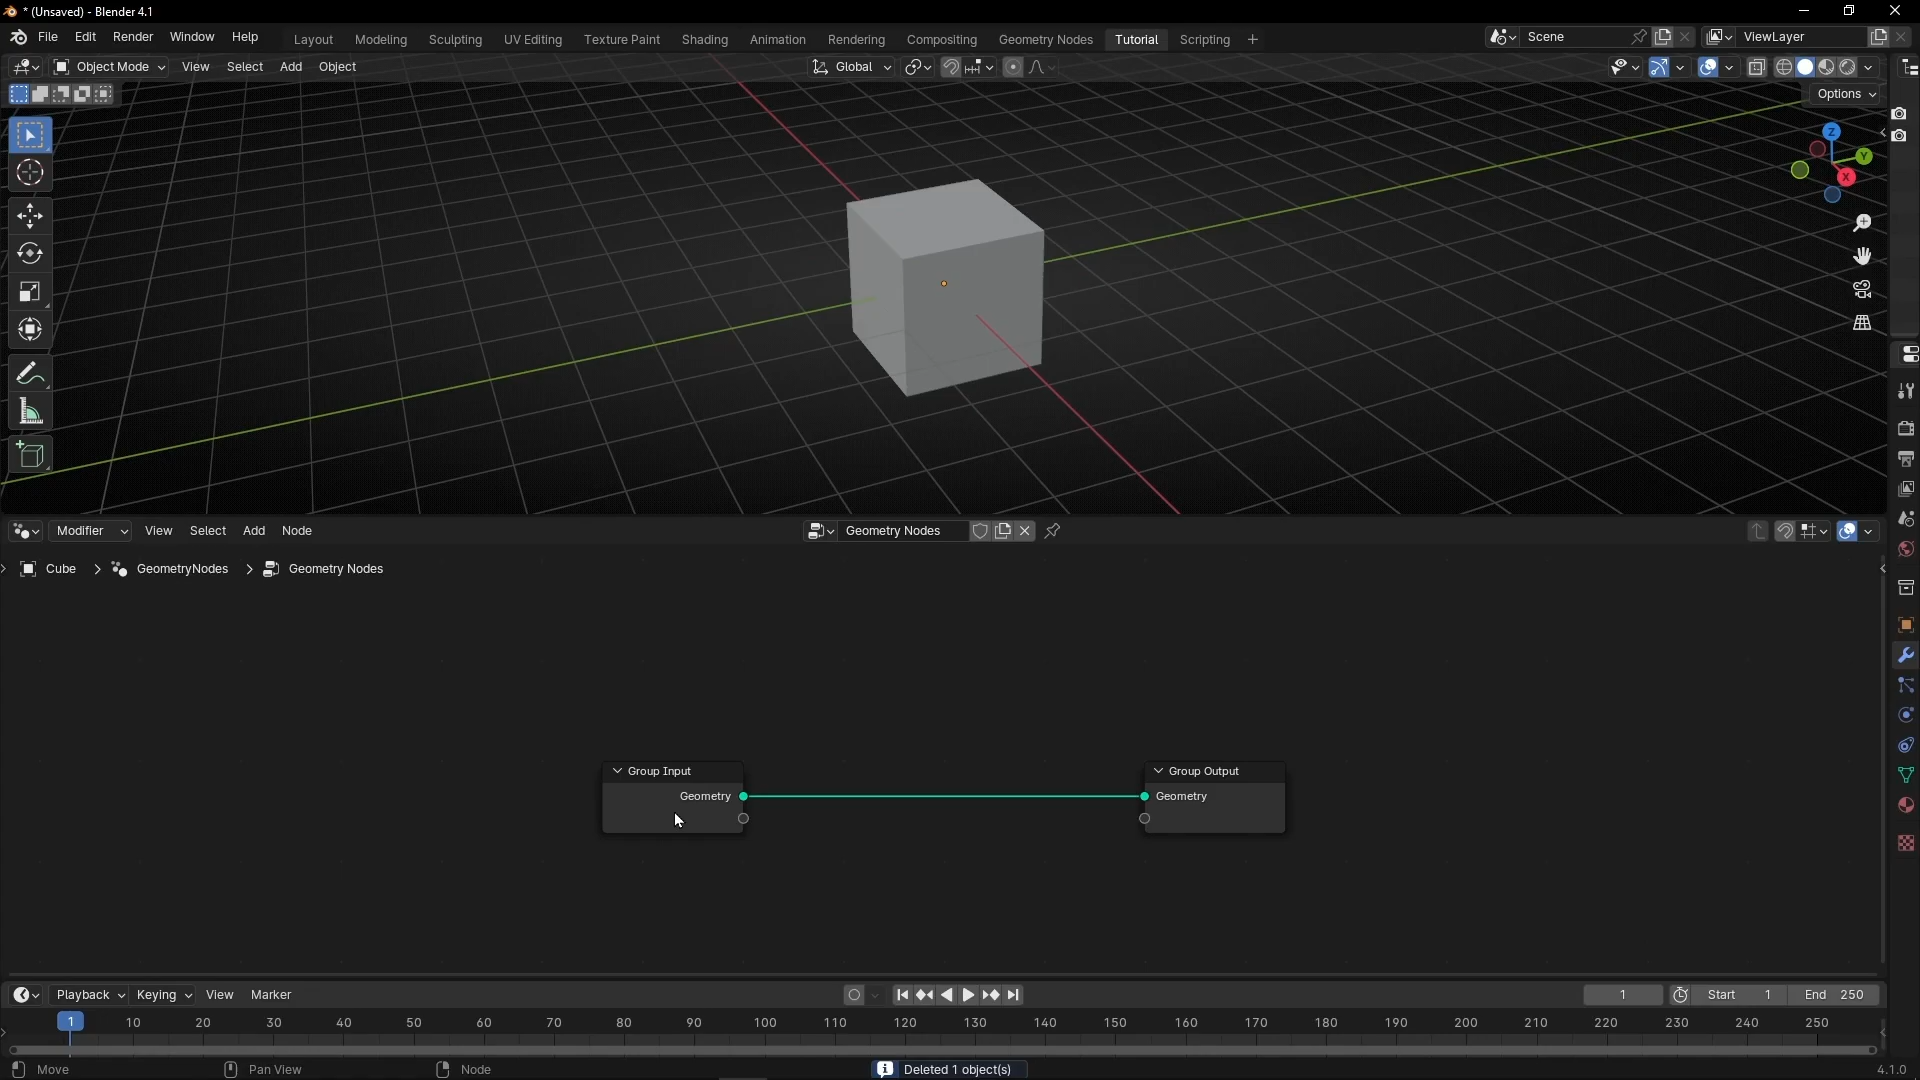 * (Unsaved) - Blender 4.1
File Edit Render Window Help Layout Modeling Sculpting UV Editing Texture Paint Shading Animation Rendering Compositing Geometry Nodes Tutorial Scripting + Scene ViewLayer
Object Mode View Select Add Object Global
Options
Z
Y
X
Modifier View Select Add Node Geometry Nodes
Cube > GeometryNodes > Geometry Nodes
Group Input
Geometry
Group Output
Geometry
Playback Keying View Marker 1 Start 1 End 250
1 10 20 30 40 50 60 70 80 90 100 110 120 130 140 150 160 170 180 190 200 210 220 230 240 250
Move Pan View Node Deleted 1 object(s) 4.1.0